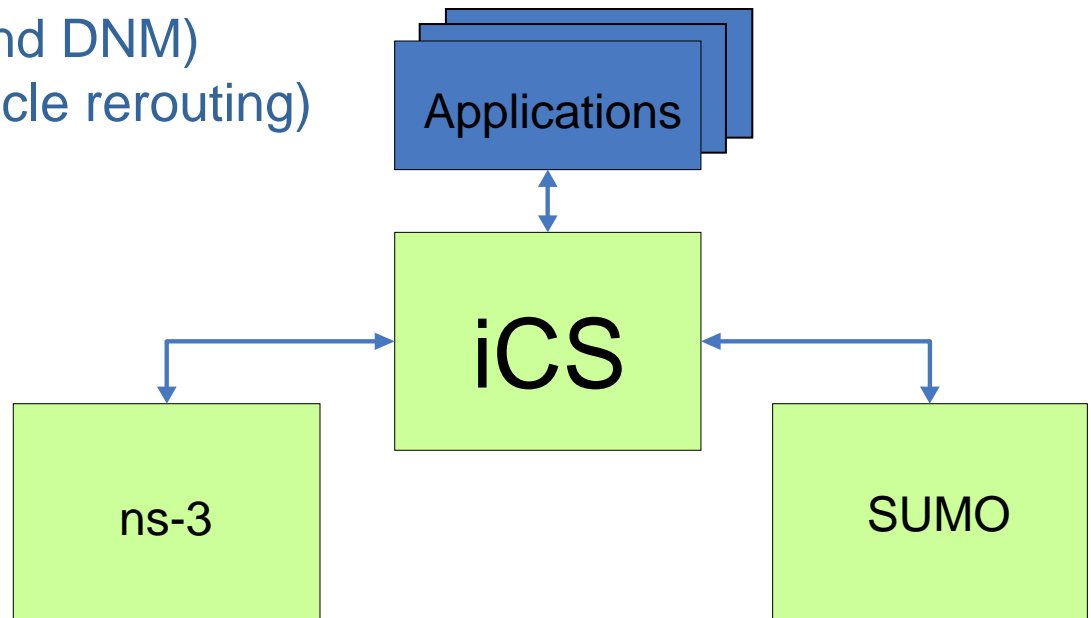 nd DNM)
cle rerouting)
Applications
iCS
ns-3
SUMO